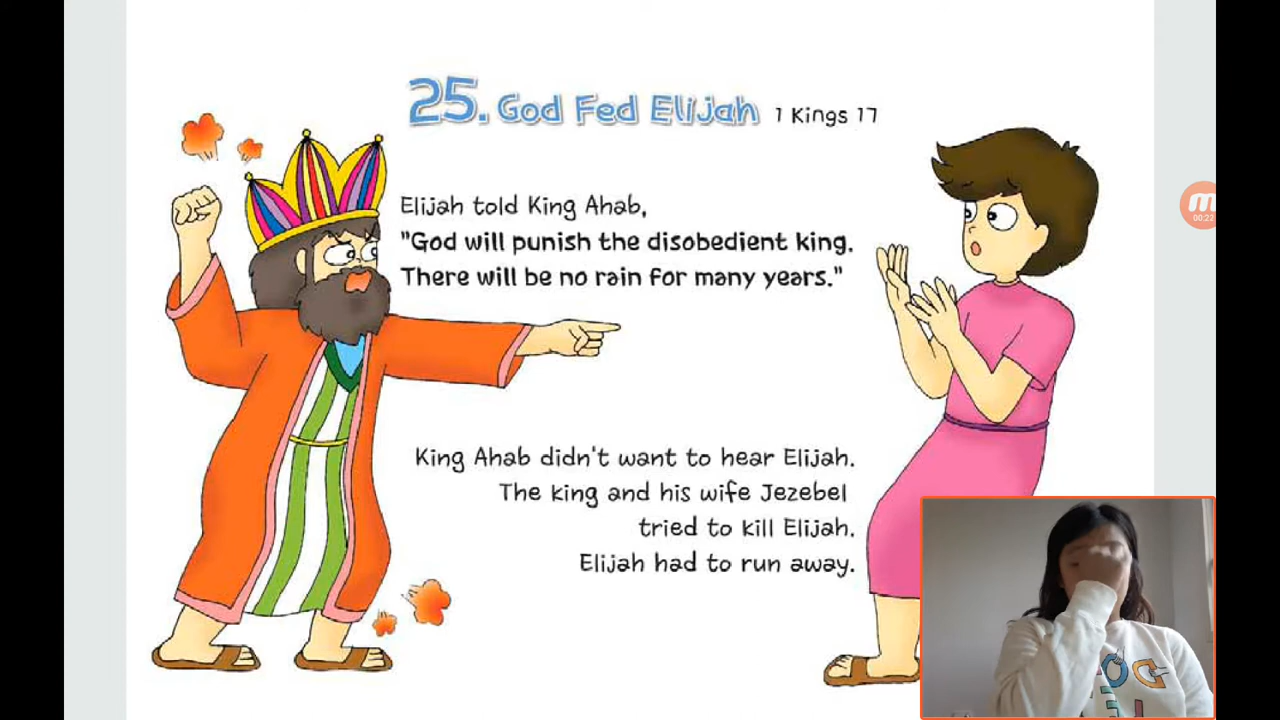 25. God Fed Elijah 1 Kings 17
Elijah told King Ahab,
"God will punish the disobedient king.
There will be no rain for many years."
King Ahab didn't want to hear Elijah.
The king and his wife Jezebel
tried to kill Elijah.
Elijah had to run away.
M
00:22